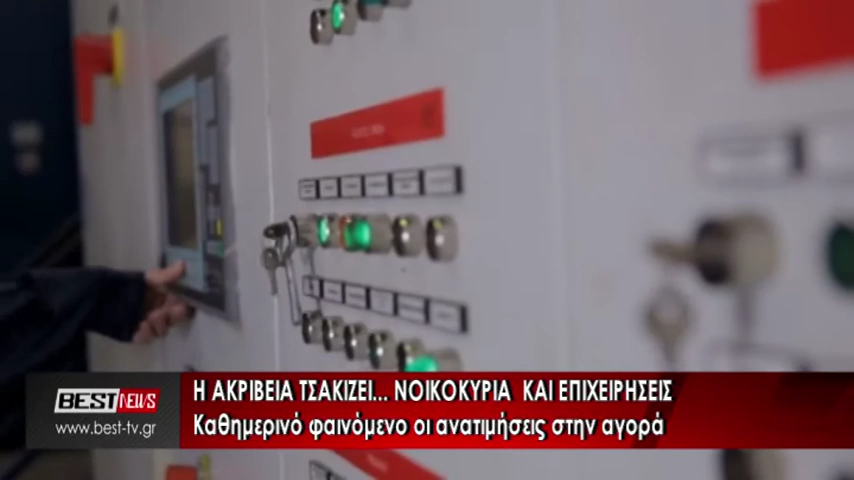 Η ΑΚΡΙΒΕΙΑ ΤΣΑΚΙΖΕΙ... ΝΟΙΚΟΚΥΡΙΑ ΚΑΙ ΕΠΙΧΕΙΡΗΣΕΙΣ
BEST NEWS
www.best-tv.gr
Καθημερινό φαινόμενο οι ανατιμήσεις στην αγορά